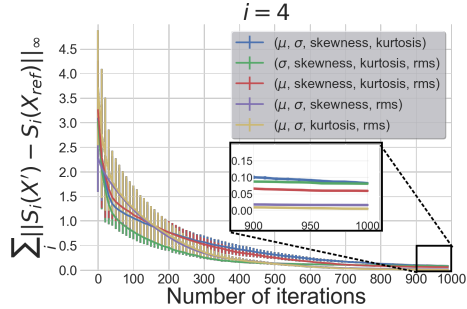 i = 4
∑ᵢ ||Sᵢ(X′) − Sᵢ(X_ref)||∞
4.5
4.0
3.5
3.0
2.5
2.0
1.5
1.0
0.5
0.0
(μ, σ, skewness, kurtosis)
(σ, skewness, kurtosis, rms)
(μ, skewness, kurtosis, rms)
(μ, σ, skewness, rms)
(μ, σ, kurtosis, rms)
0.15
0.10
0.05
0.00
900 950 1000
0 100 200 300 400 500 600 700 800 900 1000
Number of iterations